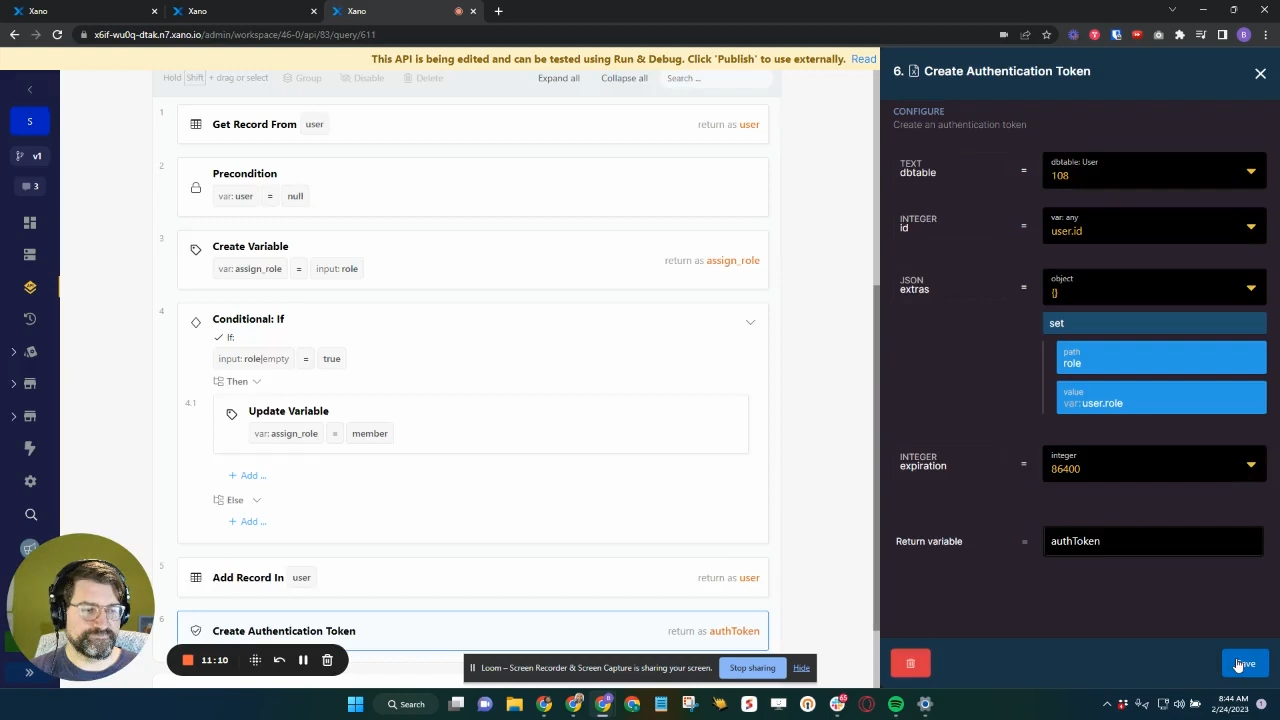 Xano
Xano
Xano
x6if-wu0q-dtak.n7.xano.io/admin/workspace/46-0/api/83/query/611
B
This API is being edited and can be tested using Run & Debug. Click 'Publish' to use externally. Read
Hold Shift + drag or select
Group
Disable
Delete
Expand all
Collapse all
Search ...
S
v1
3
1
Get Record From user
return as user
2
Precondition
var: user = null
3
Create Variable
var: assign_role = input: role
return as assign_role
4
Conditional: If
If:
input: role|empty = true
Then
4.1
Update Variable
var: assign_role = member
+ Add ...
Else
+ Add ...
5
Add Record In user
return as user
6
Create Authentication Token
return as authToken
6. Create Authentication Token
CONFIGURE
Create an authentication token
TEXT
dbtable
=
dbtable: User
108
INTEGER
id
=
var: any
user.id
JSON
extras
=
object
{}
set
path
role
value
var: user.role
INTEGER
expiration
=
integer
86400
Return variable = authToken
Save
11:10
Loom – Screen Recorder & Screen Capture is sharing your screen.
Stop sharing
Hide
Search
65
8:44 AM
2/24/2023
1